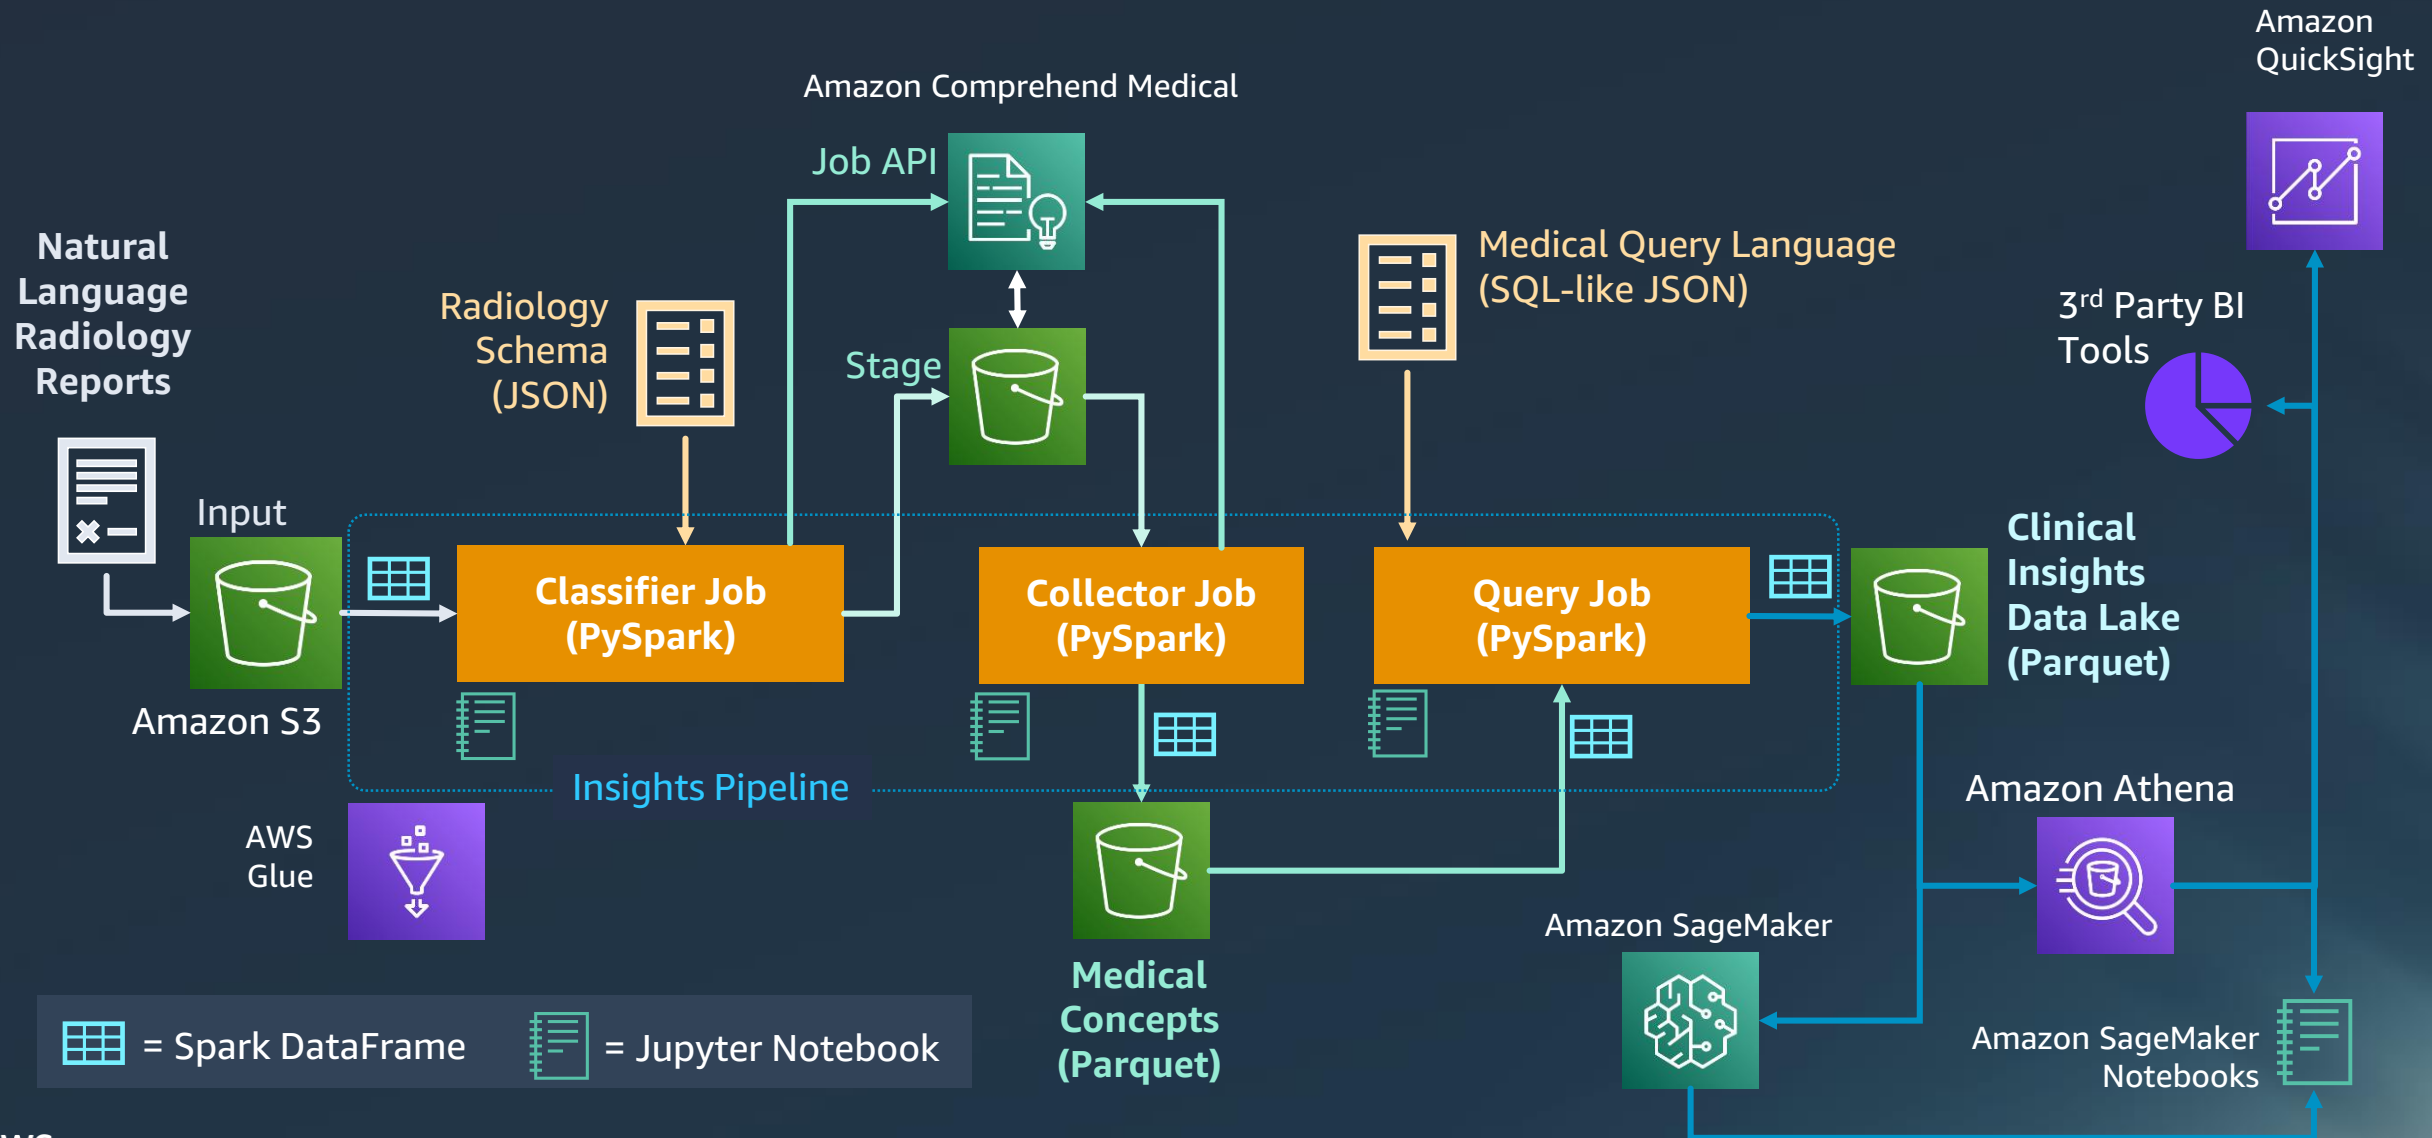 Amazon
QuickSight
Amazon Comprehend Medical
Job API
Natural
Language
Radiology
Reports
Radiology
Schema
(JSON)
Stage
Medical Query Language
(SQL-like JSON)
3rd Party BI
Tools
Input
Amazon S3
Classifier Job
(PySpark)
Collector Job
(PySpark)
Query Job
(PySpark)
Clinical
Insights
Data Lake
(Parquet)
Insights Pipeline
AWS
Glue
Amazon Athena
Medical
Concepts
(Parquet)
Amazon SageMaker
Amazon SageMaker
Notebooks
= Spark DataFrame
= Jupyter Notebook